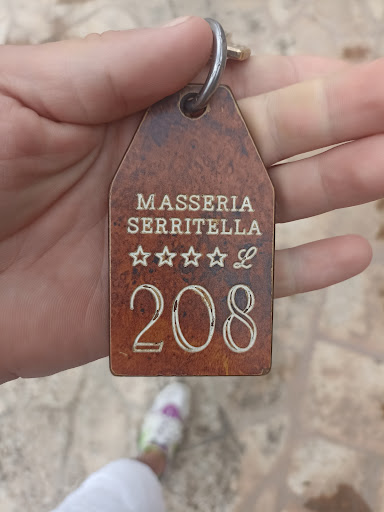 MASSERIA
SERRITELLA
☆☆☆☆ L
208